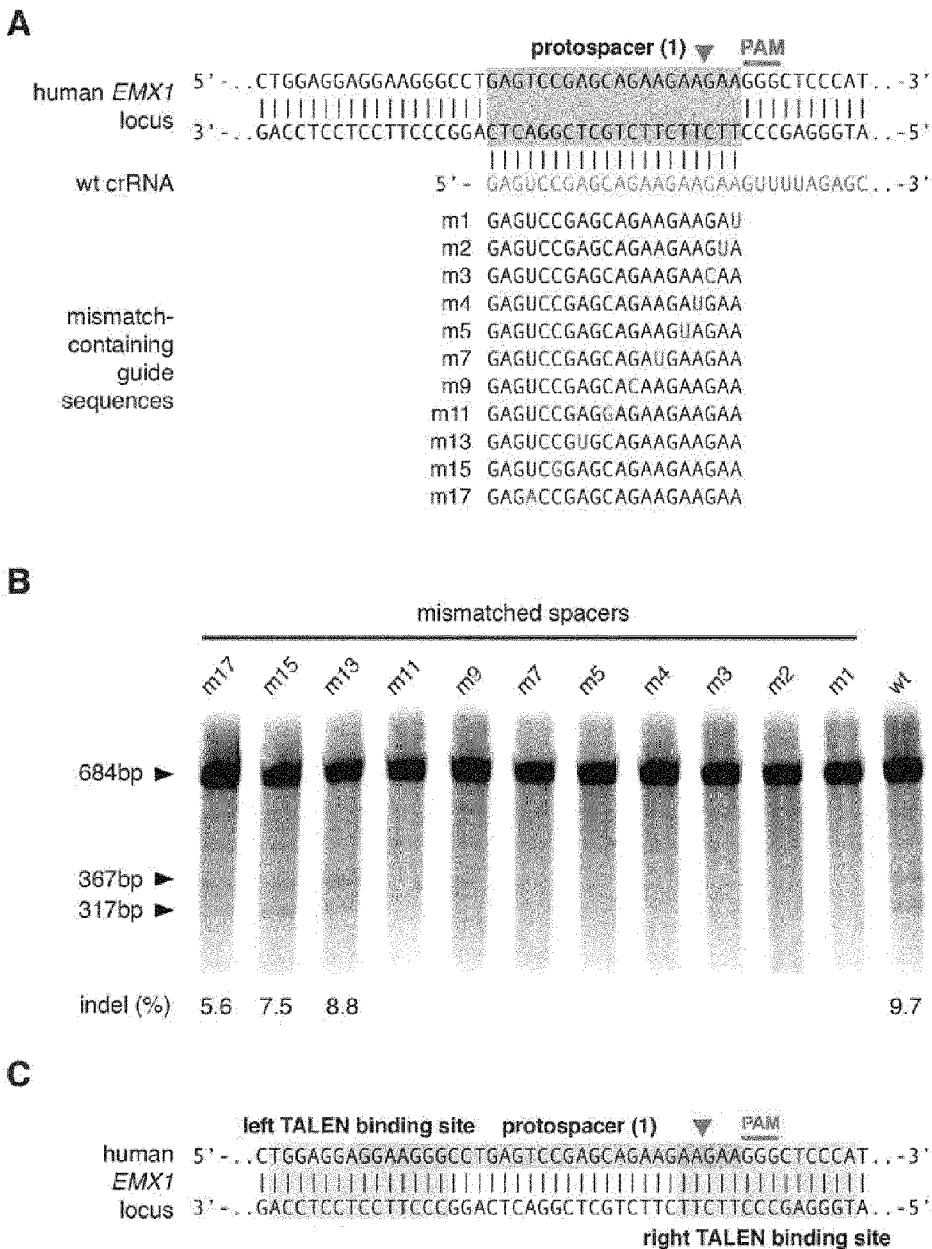 A
protospacer (1) PAM
human EMX1 locus
5'-..CTGGAGGAGGAAGGGCCTGAGTCCGAGCAGAAGAAGAAGGGCTCCCAT..-3'
3'-..GACCTCCTCCTTCCCGGACTCAGGCTCGTCTTCTTCTTCCCGAGGGTA..-5'
wt crRNA 5'- GAGUCCGAGCAGAAGAAGAAGUUUUAGAGC..-3'
mismatch-containing guide sequences
m1 GAGUCCGAGCAGAAGAAGAU
m2 GAGUCCGAGCAGAAGAAGUA
m3 GAGUCCGAGCAGAAGAACAA
m4 GAGUCCGAGCAGAAGAUGAA
m5 GAGUCCGAGCAGAAGUAGAA
m7 GAGUCCGAGCAGAUGAAGAA
m9 GAGUCCGAGCACAAGAAGAA
m11 GAGUCCGAGGAGAAGAAGAA
m13 GAGUCCGUGCAGAAGAAGAA
m15 GAGUCGGAGCAGAAGAAGAA
m17 GAGACCGAGCAGAAGAAGAA
B
mismatched spacers
m17 m15 m13 m11 m9 m7 m5 m4 m3 m2 m1 wt
684bp
367bp
317bp
indel (%) 5.6 7.5 8.8 9.7
C
left TALEN binding site protospacer (1) PAM
human EMX1 locus
5'-..CTGGAGGAGGAAGGGCCTGAGTCCGAGCAGAAGAAGAAGGGCTCCCAT..-3'
3'-..GACCTCCTCCTTCCCGGACTCAGGCTCGTCTTCTTCTTCCCGAGGGTA..-5'
right TALEN binding site